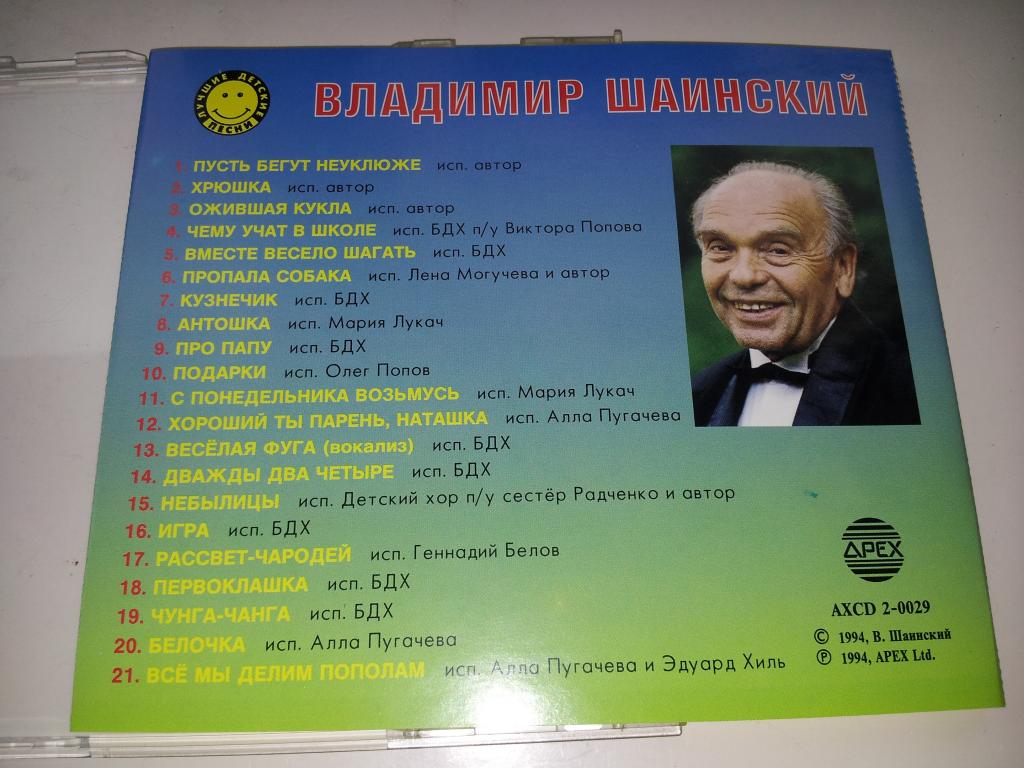 ЛУЧШИЕ ДЕТСКИЕ ПЕСНИ
ВЛАДИМИР ШАИНСКИЙ
1. ПУСТЬ БЕГУТ НЕУКЛЮЖЕ исп. автор
2. ХРЮШКА исп. автор
3. ОЖИВШАЯ КУКЛА исп. автор
4. ЧЕМУ УЧАТ В ШКОЛЕ исп. БДХ п/у Виктора Попова
5. ВМЕСТЕ ВЕСЕЛО ШАГАТЬ исп. БДХ
6. ПРОПАЛА СОБАКА исп. Лена Могучева и автор
7. КУЗНЕЧИК исп. БДХ
8. АНТОШКА исп. Мария Лукач
9. ПРО ПАПУ исп. БДХ
10. ПОДАРКИ исп. Олег Попов
11. С ПОНЕДЕЛЬНИКА ВОЗЬМУСЬ исп. Мария Лукач
12. ХОРОШИЙ ТЫ ПАРЕНЬ, НАТАШКА исп. Алла Пугачева
13. ВЕСЁЛАЯ ФУГА (вокализ) исп. БДХ
14. ДВАЖДЫ ДВА ЧЕТЫРЕ исп. БДХ
15. НЕБЫЛИЦЫ исп. Детский хор п/у сестёр Радченко и автор
16. ИГРА исп. БДХ
17. РАССВЕТ-ЧАРОДЕЙ исп. Геннадий Белов
18. ПЕРВОКЛАШКА исп. БДХ
19. ЧУНГА-ЧАНГА исп. БДХ
20. БЕЛОЧКА исп. Алла Пугачева
21. ВСЁ МЫ ДЕЛИМ ПОПОЛАМ исп. Алла Пугачева и Эдуард Хиль
APEX
AXCD 2-0029
© 1994, В. Шаинский
℗ 1994, APEX Ltd.